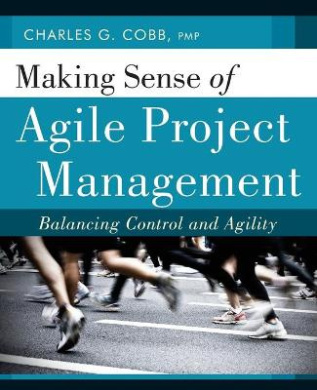 CHARLES G. COBB, PMP
Making Sense of
Agile Project
Management
Balancing Control and Agility